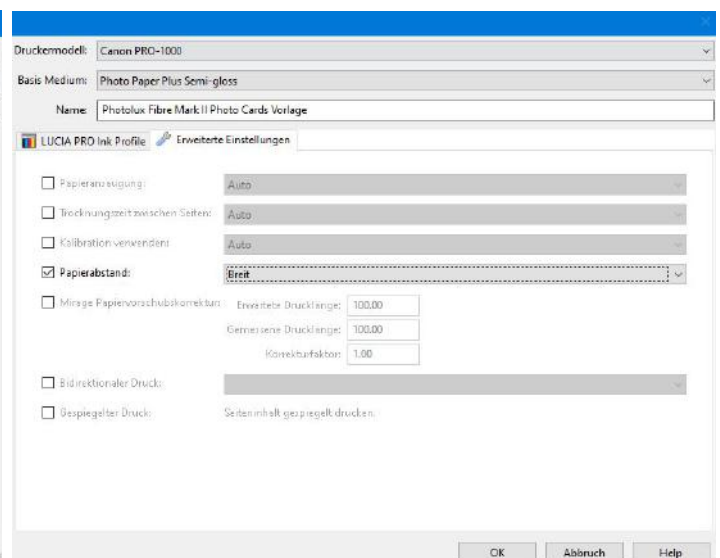 Druckermodell: Canon PRO-1000
Basis Medium: Photo Paper Plus Semi-gloss
Name: Photolux Fibre Mark II Photo Cards Vorlage
LUCIA PRO Ink Profile Erweiterte Einstellungen
Papieransaugung: Auto
Trocknungszeit zwischen Seiten: Auto
Kalibration verwenden: Auto
Papierabstand: Breit
Mirage Papiervorschubskorrektur: Erwartete Drucklänge: 100.00
Gemessene Drucklänge: 100.00
Korrekturfaktor: 1.00
Bidirektionaler Druck:
Gespiegelter Druck: Seiteninhalt gespiegelt drucken.
OK Abbruch Help